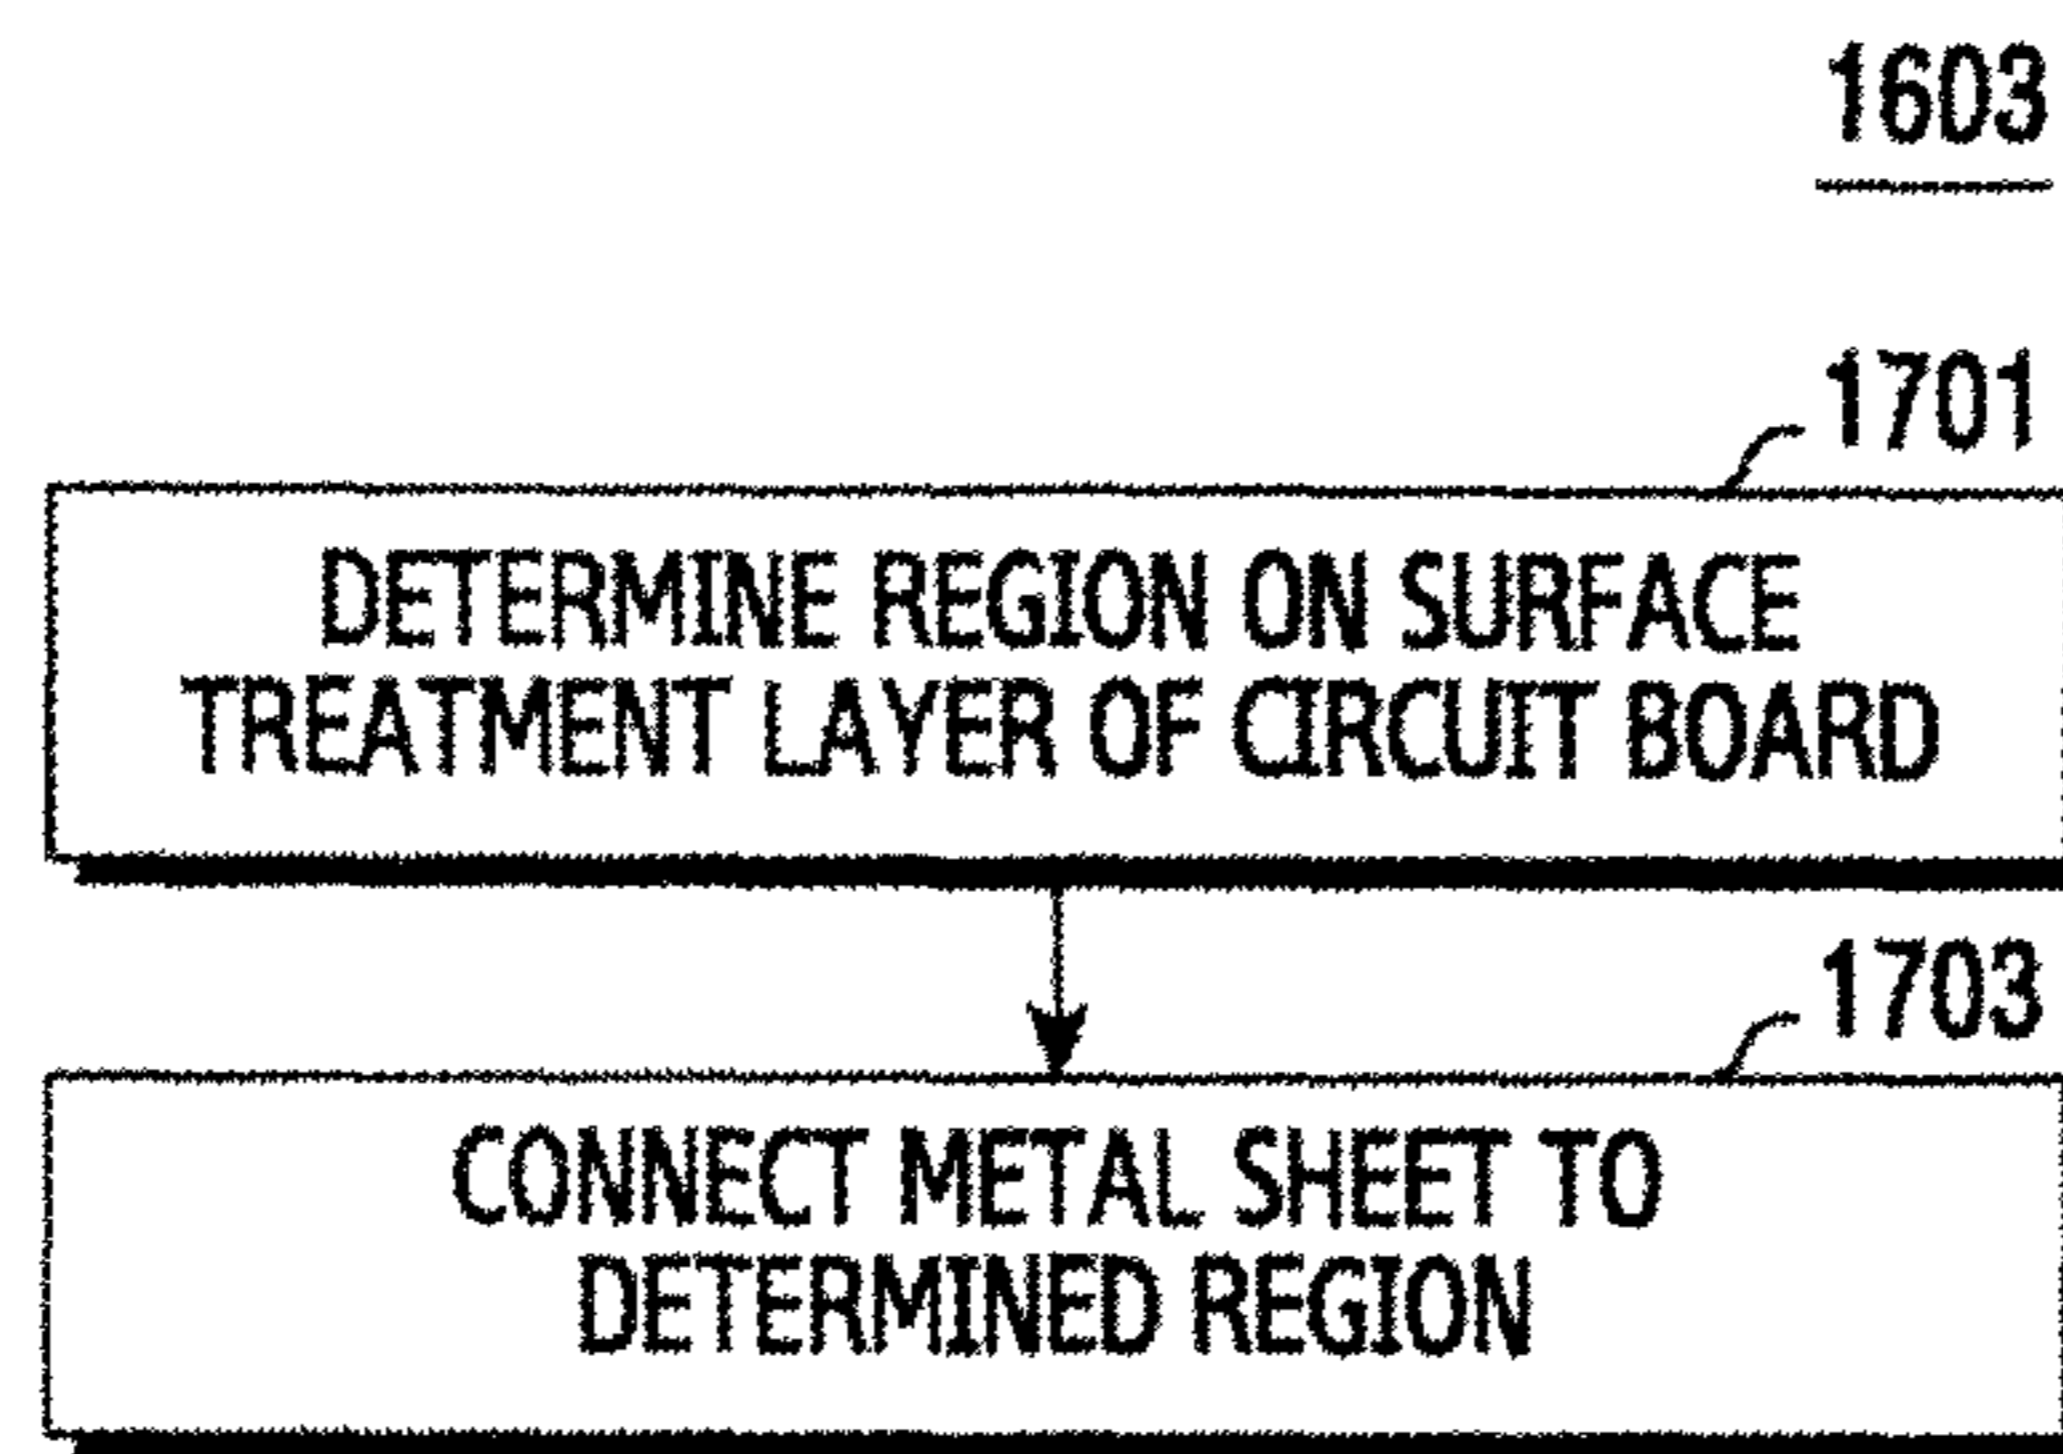 1603
1701
DETERMINE REGION ON SURFACE
TREATMENT LAYER OF CIRCUIT BOARD
1703
CONNECT METAL SHEET TO
DETERMINED REGION